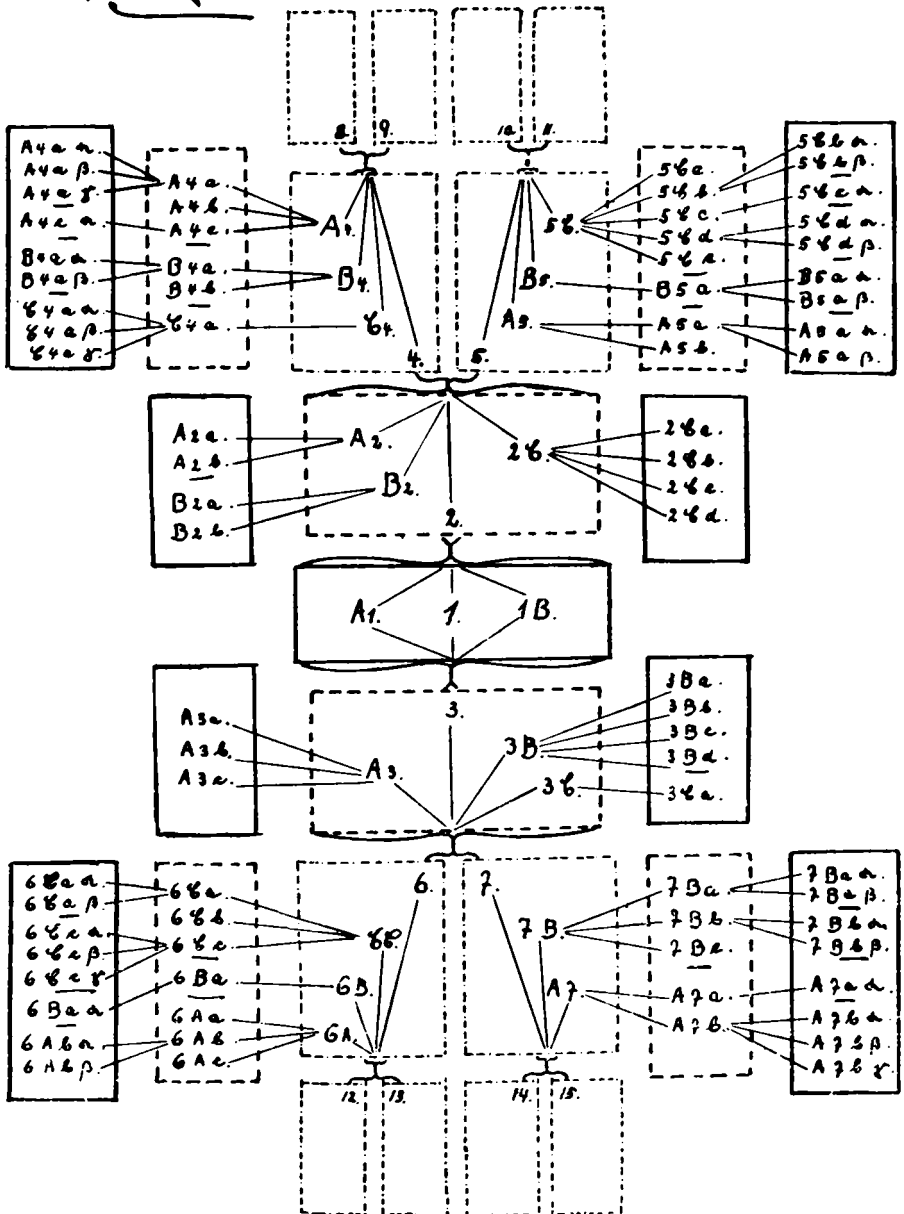 8. 9. 10. 11.
A4a α.
A4a β.
A4a γ.
A4c α.
B4a α.
B4a β.
C4a α.
C4a β.
C4a γ.
A4a.
A4b.
A4c.
B4a.
B4b.
C4a.
A4.
B4.
C4.
4.
5.
5C.
B5.
A5.
5Ca.
5Cb.
5Cc.
5Cd.
5Ce.
B5a.
A5a.
A5b.
5Cb α.
5Cb β.
5Cc α.
5Cd α.
5Cd β.
B5a α.
B5a β.
A5a α.
A5a β.
A2a.
A2b.
B2a.
B2b.
A2.
B2.
2.
2C.
2Ca.
2Cb.
2Cc.
2Cd.
A1. 1. 1B.
A3a.
A3b.
A3c.
A3.
3.
3B.
3C.
3Ba.
3Bb.
3Bc.
3Bd.
3Ca.
6Ca α.
6Ca β.
6Cc α.
6Cc β.
6Cc γ.
6Ba α.
6Ab α.
6Ab β.
6Ca.
6Cb.
6Cc.
6Ba.
6Aa.
6Ab.
6Ac.
6.
6B.
6A.
7.
7B.
A7.
7Ba.
7Bb.
7Bc.
A7a.
A7b.
7Ba α.
7Ba β.
7Bb α.
7Bb β.
A7a α.
A7b α.
A7b β.
A7b γ.
12. 13. 14. 15.